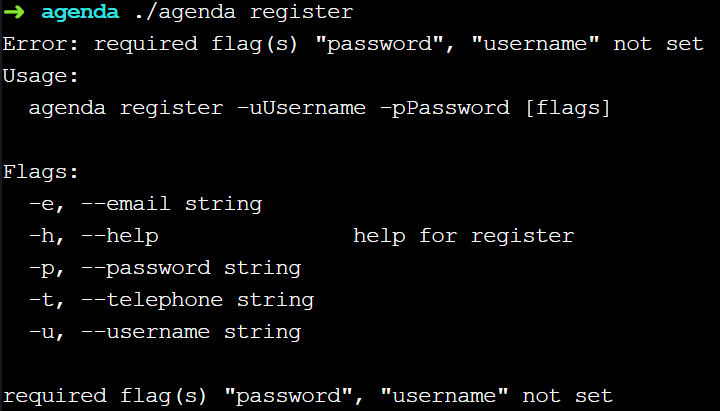 ➜ agenda ./agenda register
Error: required flag(s) "password", "username" not set
Usage:
  agenda register -uUsername -pPassword [flags]

Flags:
  -e, --email string
  -h, --help               help for register
  -p, --password string
  -t, --telephone string
  -u, --username string

required flag(s) "password", "username" not set